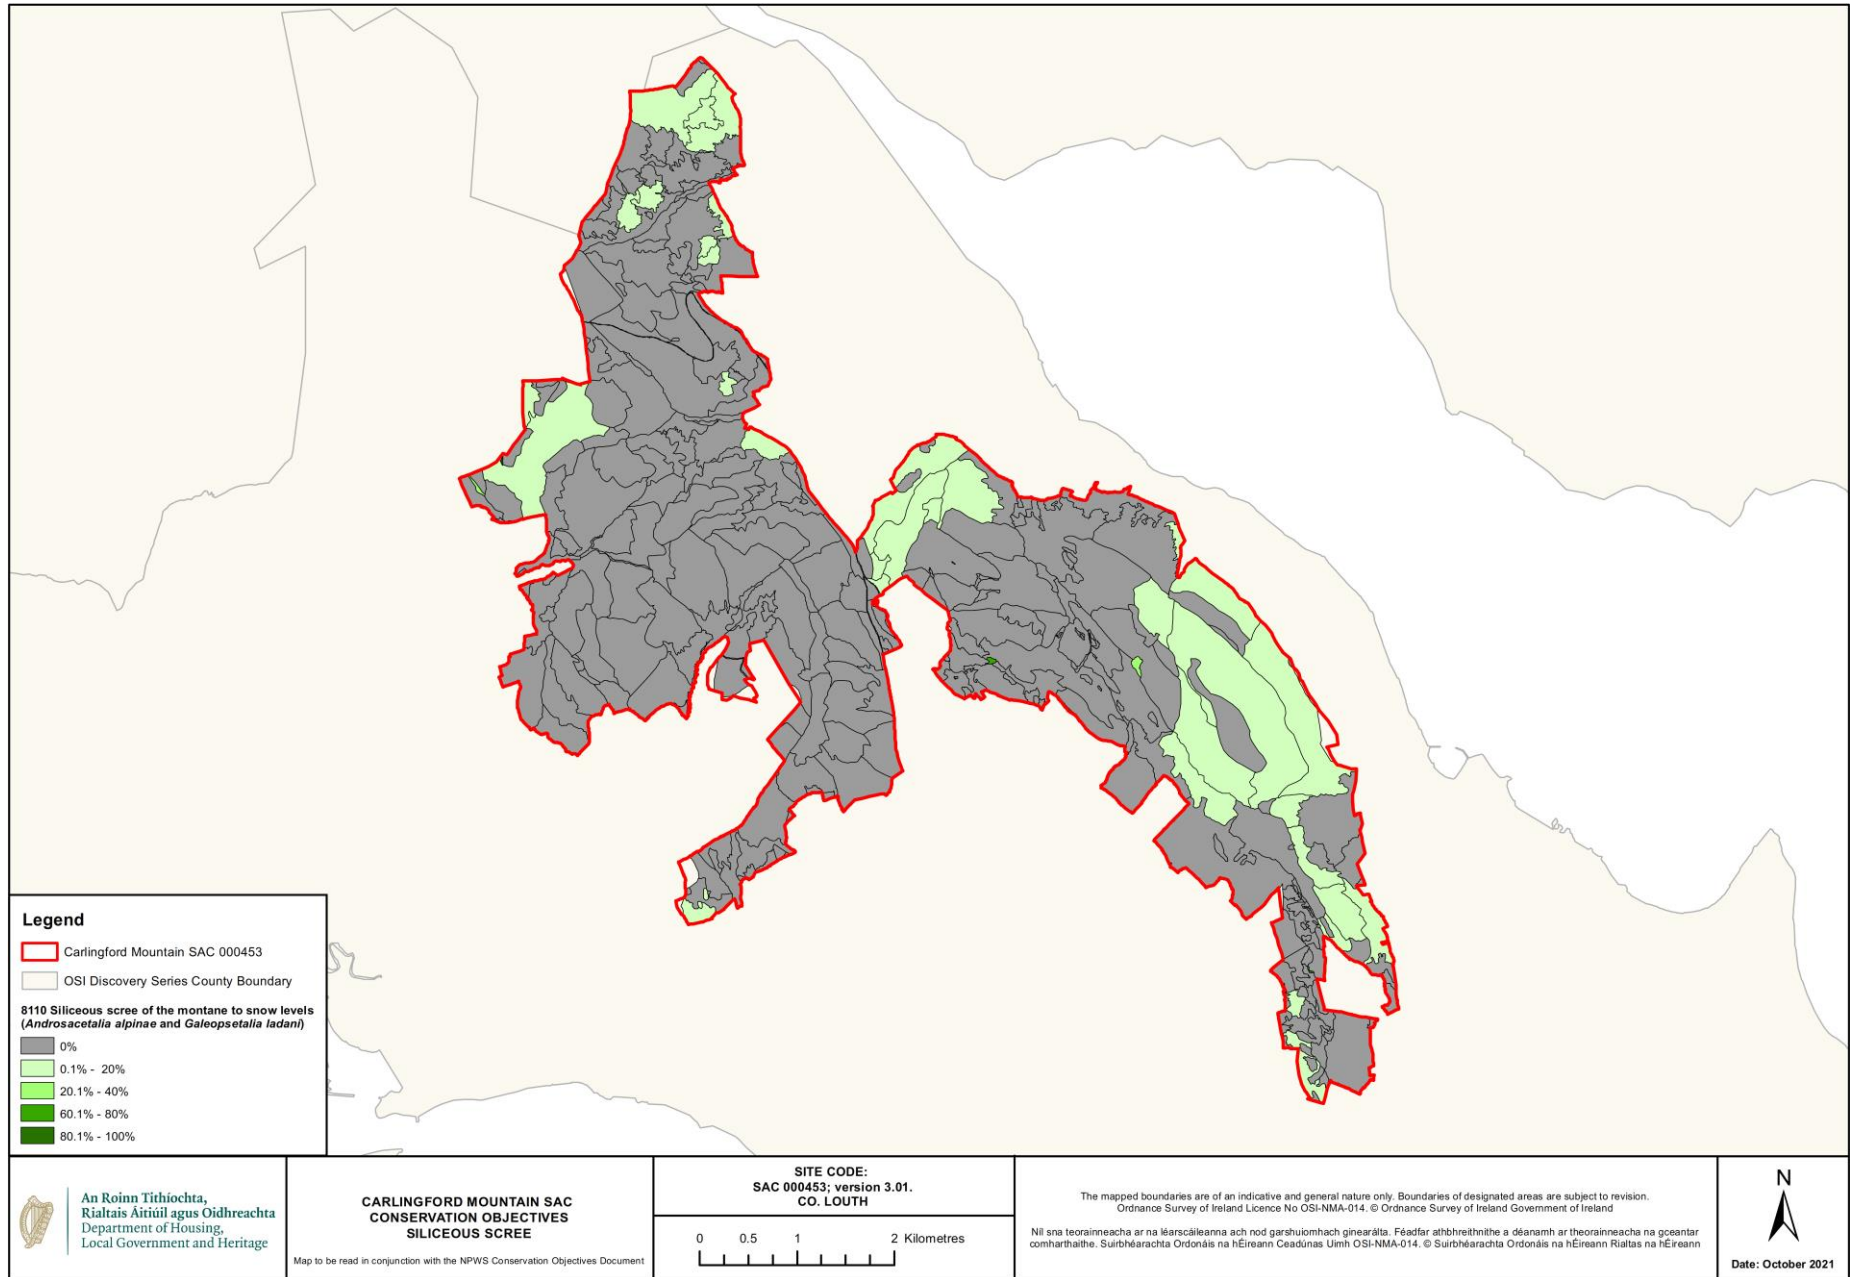 Legend
Carlingford Mountain SAC 000453
OSI Discovery Series County Boundary
8110 Siliceous scree of the montane to snow levels
(Androsacetalia alpinae and Galeopsetalia ladani)
0%
0.1% - 20%
20.1% - 40%
60.1% - 80%
80.1% - 100%
An Roinn Tithíochta,
Rialtais Áitiúil agus Oidhreachta
Department of Housing,
Local Government and Heritage
CARLINGFORD MOUNTAIN SAC
CONSERVATION OBJECTIVES
SILICEOUS SCREE
Map to be read in conjunction with the NPWS Conservation Objectives Document
SITE CODE:
SAC 000453; version 3.01.
CO. LOUTH
0 0.5 1 2 Kilometres
The mapped boundaries are of an indicative and general nature only. Boundaries of designated areas are subject to revision.
Ordnance Survey of Ireland Licence No OSI-NMA-014. © Ordnance Survey of Ireland Government of Ireland
Níl sna teorainneacha ar na léarscáileanna ach nod garshuiomhach ginearálta. Féadfar athbhreithnithe a déanamh ar theorainneacha na gceantar
comharthaithe. Suirbhéarachta Ordonáis na hÉireann Ceadúnas Uimh OSI-NMA-014. © Suirbhéarachta Ordonáis na hÉireann Rialtas na hÉireann
N
Date: October 2021